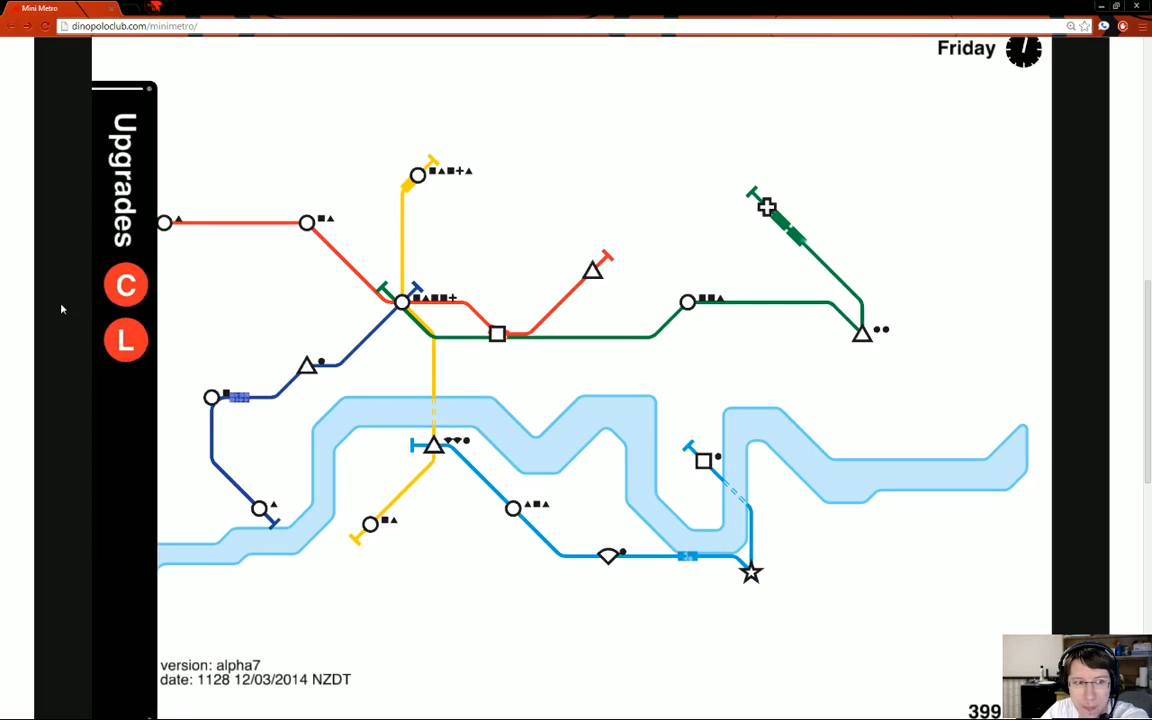 Mini Metro
dinopoloclub.com/minimetro/
Friday
Upgrades
C
L
version: alpha7
date: 1128 12/03/2014 NZDT
399